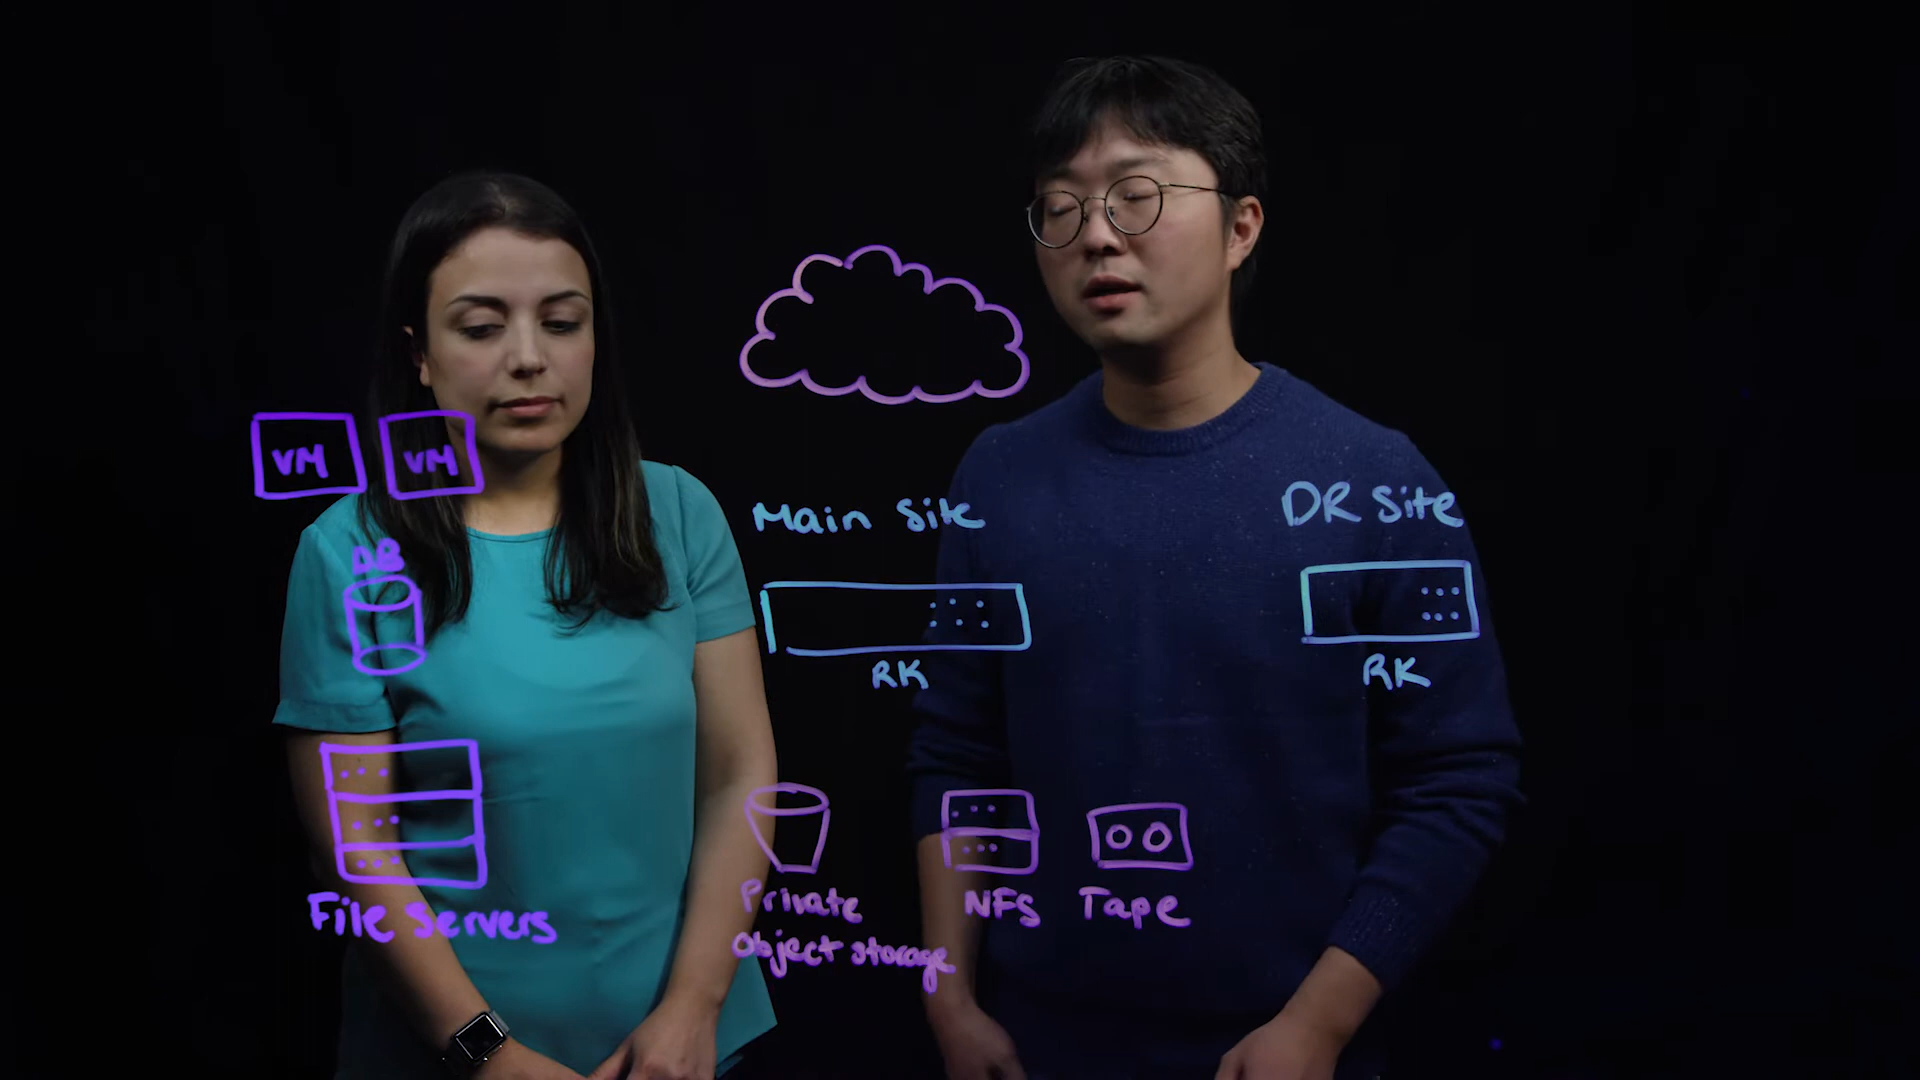 VM VM
Main Site
DR Site
DB
RK
RK
File Servers
Private
Object storage
NFS
Tape